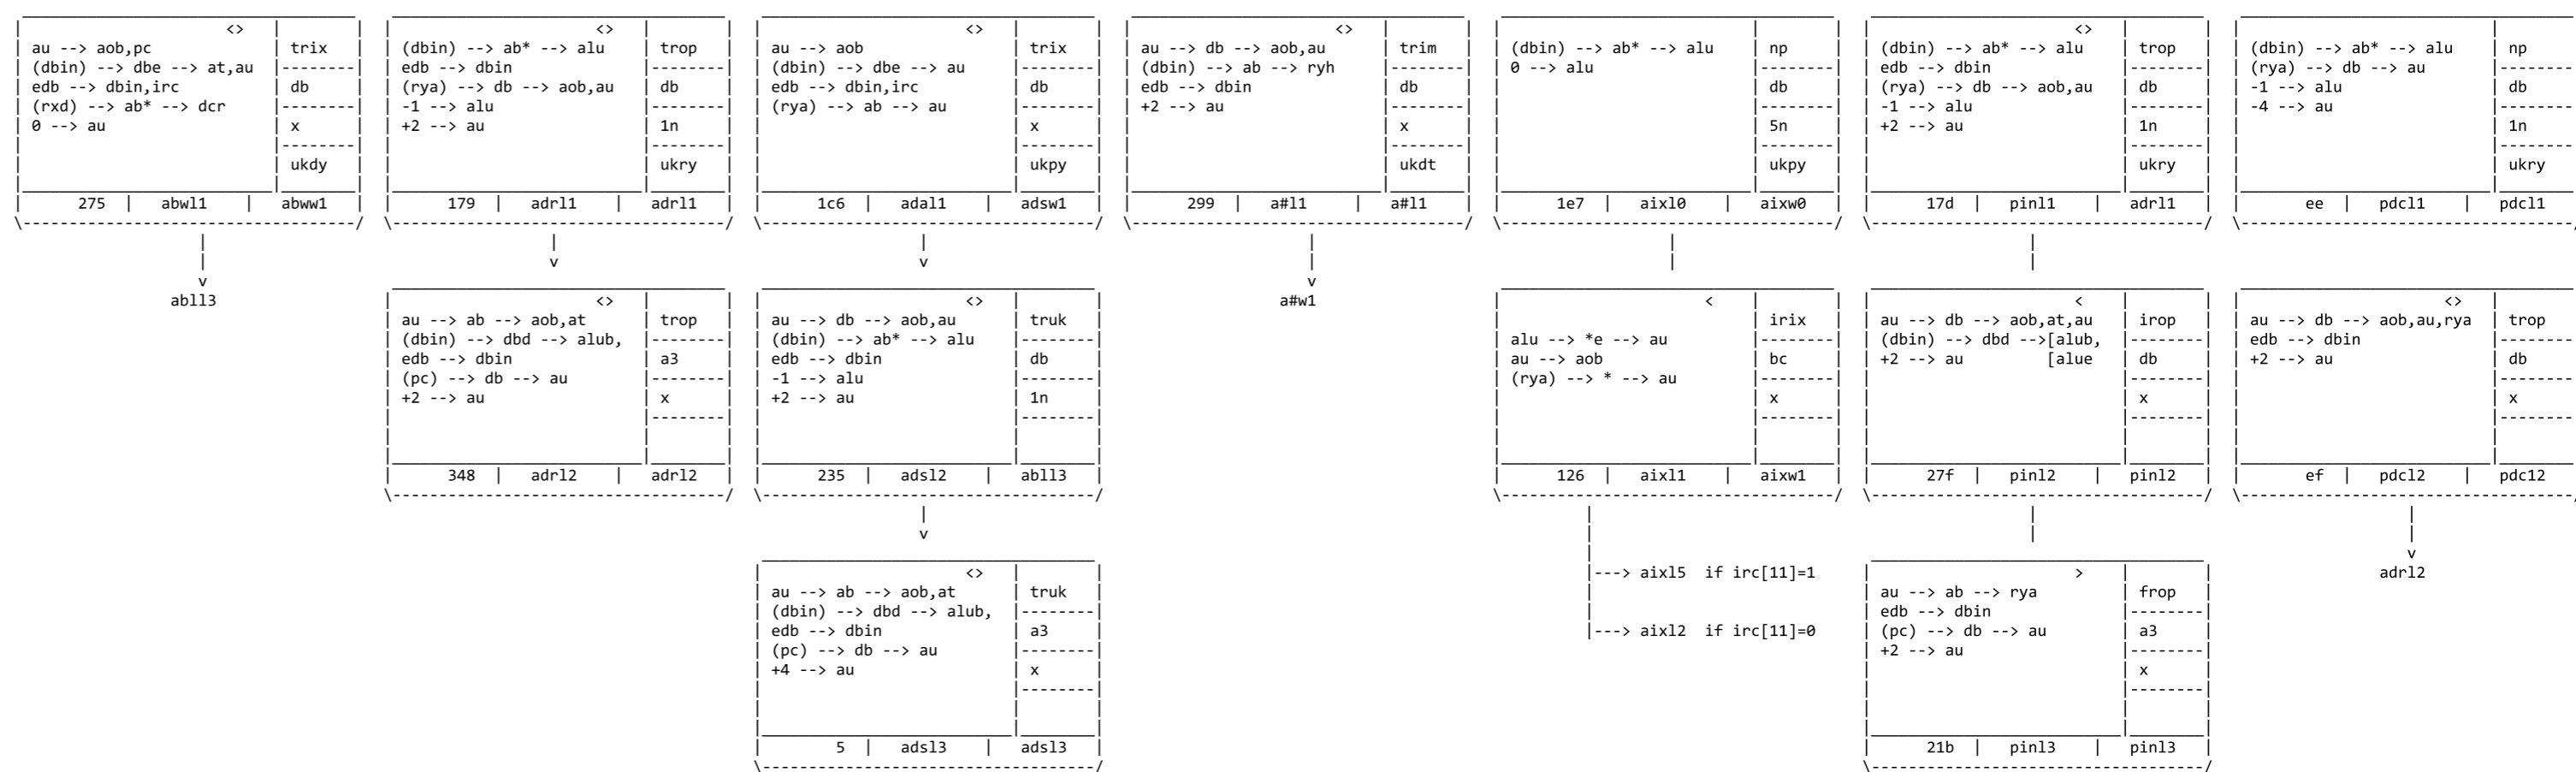 <>
au --> aob,pc
(dbin) --> dbe --> at,au
edb --> dbin,irc
(rxd) --> ab* --> dcr
0 --> au
trix
db
x
ukdy
275 | abwl1 | abww1
abll3
<>
(dbin) --> ab* --> alu
edb --> dbin
(rya) --> db --> aob,au
-1 --> alu
+2 --> au
trop
db
1n
ukry
179 | adrl1 | adrl1
<>
au --> ab --> aob,at
(dbin) --> dbd --> alub,
edb --> dbin
(pc) --> db --> au
+2 --> au
trop
a3
x
348 | adrl2 | adrl2
<>
au --> aob
(dbin) --> dbe --> au
edb --> dbin,irc
(rya) --> ab --> au
trix
db
x
ukpy
1c6 | adal1 | adsw1
<>
au --> db --> aob,au
(dbin) --> ab* --> alu
edb --> dbin
-1 --> alu
+2 --> au
truk
db
1n
235 | adsl2 | abll3
<>
au --> ab --> aob,at
(dbin) --> dbd --> alub,
edb --> dbin
(pc) --> db --> au
+4 --> au
truk
a3
x
5 | adsl3 | adsl3
<>
au --> db --> aob,au
(dbin) --> ab --> ryh
edb --> dbin
+2 --> au
trim
db
x
ukdt
299 | a#l1 | a#l1
a#w1
(dbin) --> ab* --> alu
0 --> alu
np
db
5n
ukpy
1e7 | aixl0 | aixw0
<
alu --> *e --> au
au --> aob
(rya) --> * --> au
irix
bc
x
126 | aixl1 | aixw1
---> aixl5 if irc[11]=1
---> aixl2 if irc[11]=0
<>
(dbin) --> ab* --> alu
edb --> dbin
(rya) --> db --> aob,au
-1 --> alu
+2 --> au
trop
db
1n
ukry
17d | pinl1 | adrl1
<
au --> db --> aob,at,au
(dbin) --> dbd -->[alub,
+2 --> au [alue
irop
db
x
27f | pinl2 | pinl2
>
au --> ab --> rya
edb --> dbin
(pc) --> db --> au
+2 --> au
frop
a3
x
21b | pinl3 | pinl3
(dbin) --> ab* --> alu
(rya) --> db --> au
-1 --> alu
-4 --> au
np
db
1n
ukry
ee | pdcl1 | pdcl1
<>
au --> db --> aob,au,rya
edb --> dbin
+2 --> au
trop
db
x
ef | pdcl2 | pdc12
adrl2